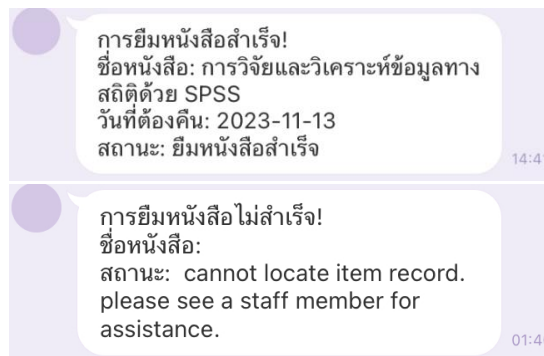 การยืมหนังสือสำเร็จ!
ชื่อหนังสือ: การวิจัยและวิเคราะห์ข้อมูลทาง
สถิติด้วย SPSS
วันที่ต้องคืน: 2023-11-13
สถานะ: ยืมหนังสือสำเร็จ
การยืมหนังสือไม่สำเร็จ!
ชื่อหนังสือ:
สถานะ: cannot locate item record.
please see a staff member for
assistance.